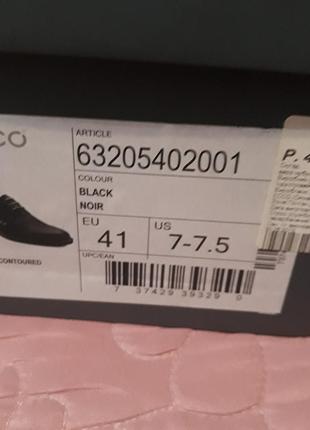 CO
ARTICLE
63205402001
COLOUR
BLACK
NOIR
EU
US
41
7-7.5
CONTOURED
UPC/EAN
7 37429 39329 0
P. 4